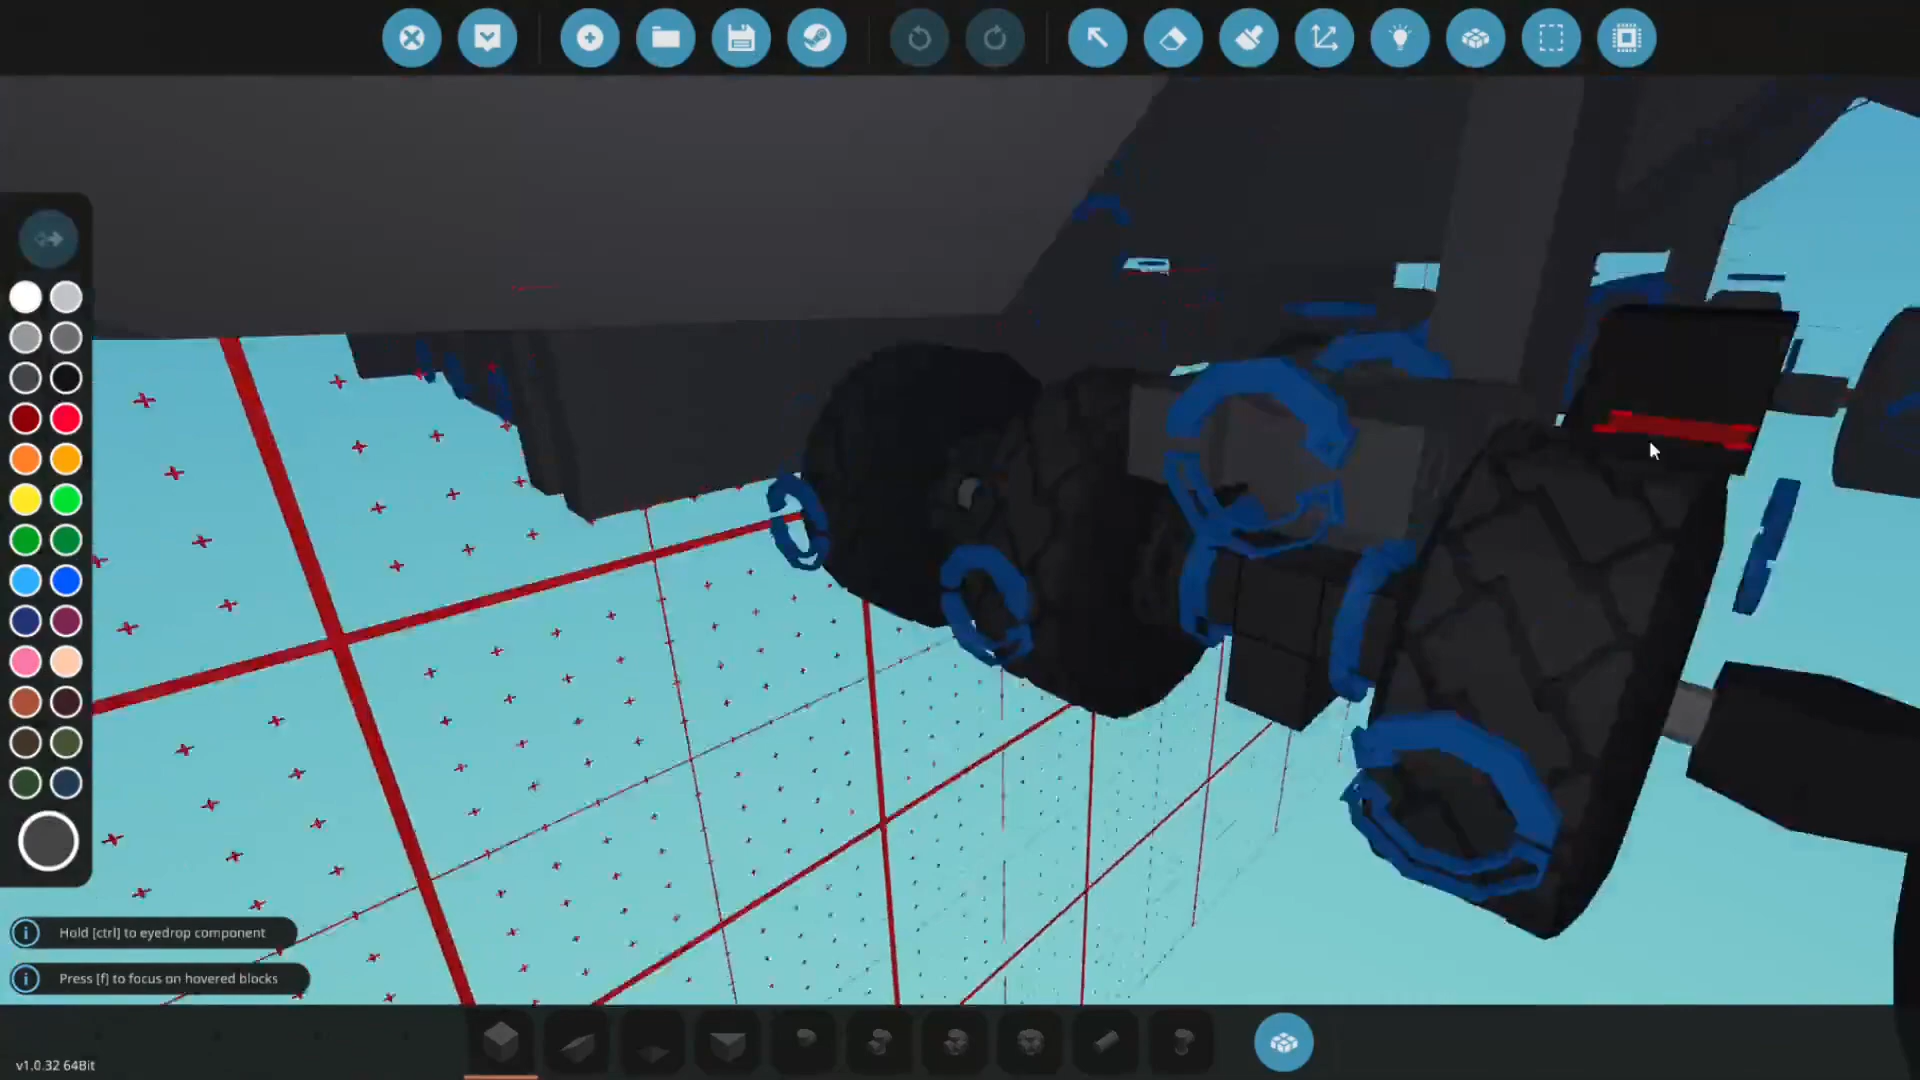 Hold [ctrl] to eyedrop component
Press [f] to focus on hovered blocks
v1.0.32 64Bit